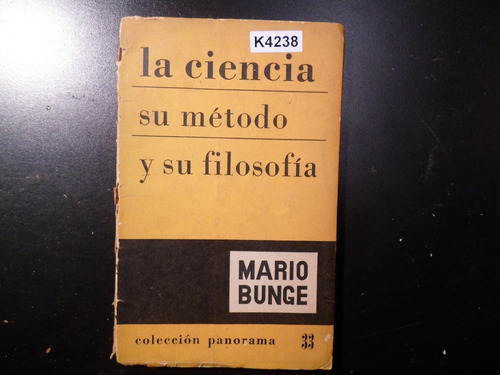 K4238
la ciencia
su método
y su filosofía
MARIO
BUNGE
colección panorama 33